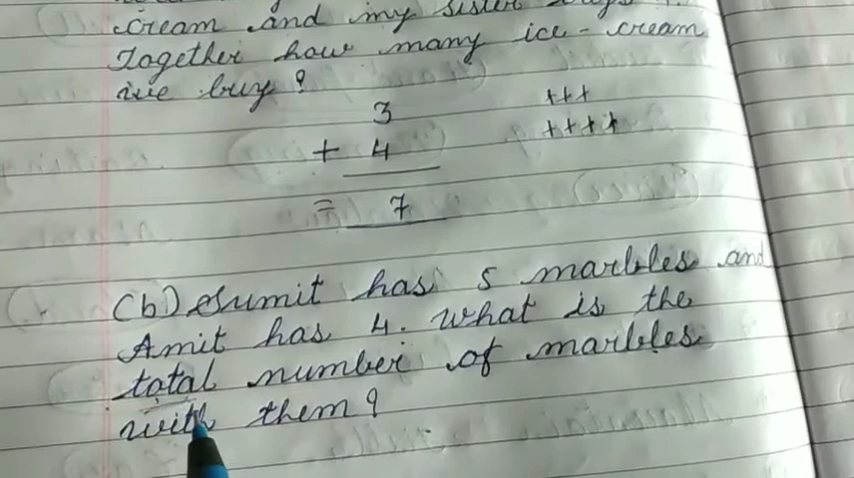 cream and my sister
Together how many ice-cream
we buy?
3 +++
+ 4 ++++
= 7
(b) Sumit has 5 marbles and
Amit has 4. What is the
total number of marbles
with them?